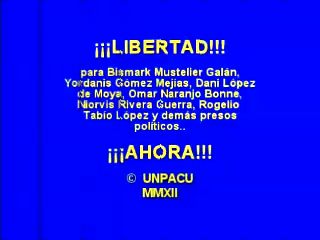 ¡¡¡LIBERTAD!!!
para Bismark Mustelier Galán,
Yordanis Gómez Mejías, Dani López
de Moya, Omar Naranjo Bonne,
Niorvis Rivera Guerra, Rogelio
Tabío López y demás presos
políticos..
¡¡¡AHORA!!!
© UNPACU
MMXII